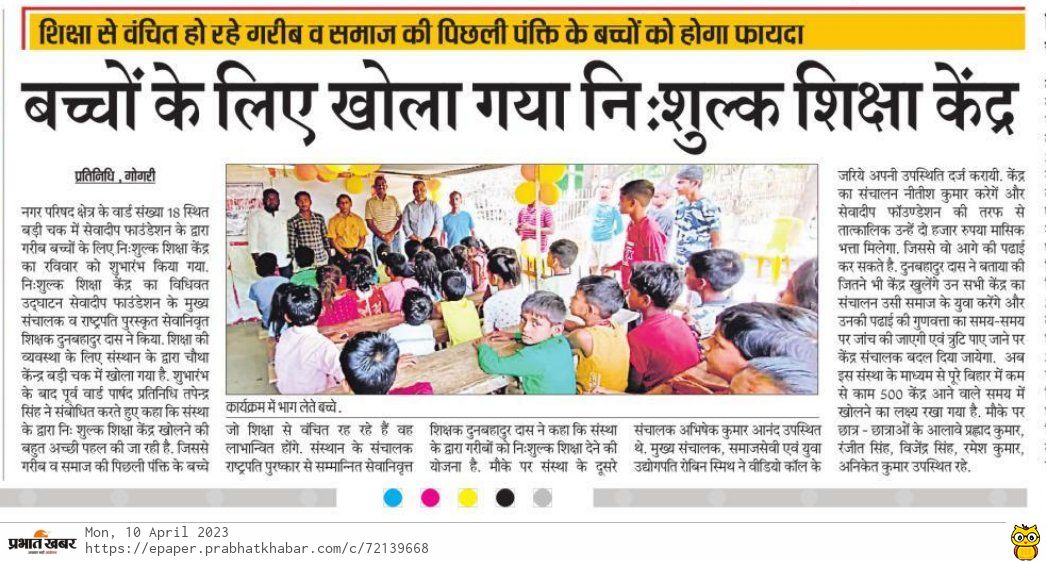 शिक्षा से वंचित हो रहे गरीब व समाज की पिछली पंक्ति के बच्चों को होगा फायदा
बच्चों के लिए खोला गया नि:शुल्क शिक्षा केंद्र
प्रतिनिधि, गोगरी
नगर परिषद क्षेत्र के वार्ड संख्या 18 स्थित
बड़ी चक में सेवादीप फाउंडेशन के द्वारा
गरीब बच्चों के लिए निःशुल्क शिक्षा केंद्र
का रविवार को शुभारंभ किया गया.
निःशुल्क शिक्षा केंद्र का विधिवत
उद्घाटन सेवादीप फाउंडेशन के मुख्य
संचालक व राष्ट्रपति पुरस्कृत सेवानिवृत
शिक्षक दुनबहादुर दास ने किया. शिक्षा की
व्यवस्था के लिए संस्थान के द्वारा चौथा
केंन्द्र बड़ी चक में खोला गया है. शुभारंभ
के बाद पूर्व वार्ड पार्षद प्रतिनिधि तपेन्द्र
सिंह ने संबोधित करते हुए कहा कि संस्था
के द्वारा निः शुल्क शिक्षा केंद्र खोलने की
बहुत अच्छी पहल की जा रही है. जिससे
गरीब व समाज की पिछली पंक्ति के बच्चे
कार्यक्रम में भाग लेते बच्चे.
जो शिक्षा से वंचित रह रहे हैं वह
लाभान्वित होंगे. संस्थान के संचालक
राष्ट्रपति पुरष्कार से सम्मान्नित सेवानिवृत्त
शिक्षक दुनबहादुर दास ने कहा कि संस्था
के द्वारा गरीबों को निःशुल्क शिक्षा देने की
योजना है. मौके पर संस्था के दूसरे
संचालक अभिषेक कुमार आनंद उपस्थित
थे. मुख्य संचालक, समाजसेवी एवं युवा
उद्योगपति रोबिन स्मिथ ने वीडियो कॉल के
जरिये अपनी उपस्थिति दर्ज करायी. केंद्र
का संचालन नीतीश कुमार करेगें और
सेवादीप फॉउण्डेशन की तरफ से
तात्कालिक उन्हें दो हजार रुपया मासिक
भत्ता मिलेगा. जिससे वो आगे की पढाई
कर सकते है. दुनबहादुर दास ने बताया की
जितने भी केंद्र खुलेंगे उन सभी केंद्र का
संचालन उसी समाज के युवा करेंगे और
उनकी पढाई की गुणवत्ता का समय-समय
पर जांच की जाएगी एवं त्रुटि पाए जाने पर
केंद्र संचालक बदल दिया जायेगा. अब
इस संस्था के माध्यम से पूरे बिहार में कम
से काम 500 केंद्र आने वाले समय में
खोलने का लक्ष्य रखा गया है. मौके पर
छात्र - छात्राओं के आलावे प्रह्लाद कुमार,
रंजीत सिंह, विजेंद्र सिंह, रमेश कुमार,
अनिकेत कुमार उपस्थित रहे.
प्रभात खबर
Mon, 10 April 2023
https://epaper.prabhatkhabar.com/c/72139668